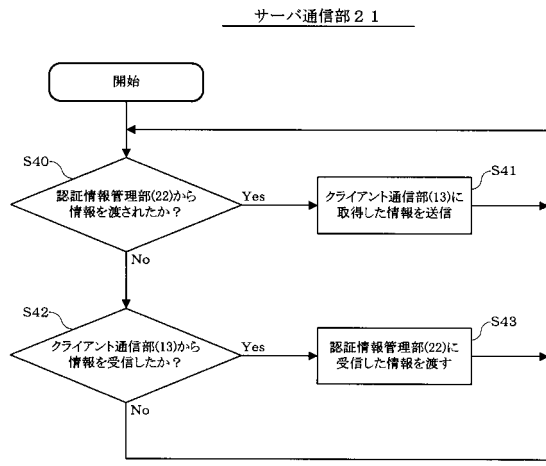 サーバ通信部２１
開始
S40
認証情報管理部(22)から
情報を渡されたか？
Yes
S41
クライアント通信部(13)に
取得した情報を送信
No
S42
クライアント通信部(13)から
情報を受信したか？
Yes
S43
認証情報管理部(22)に
受信した情報を渡す
No